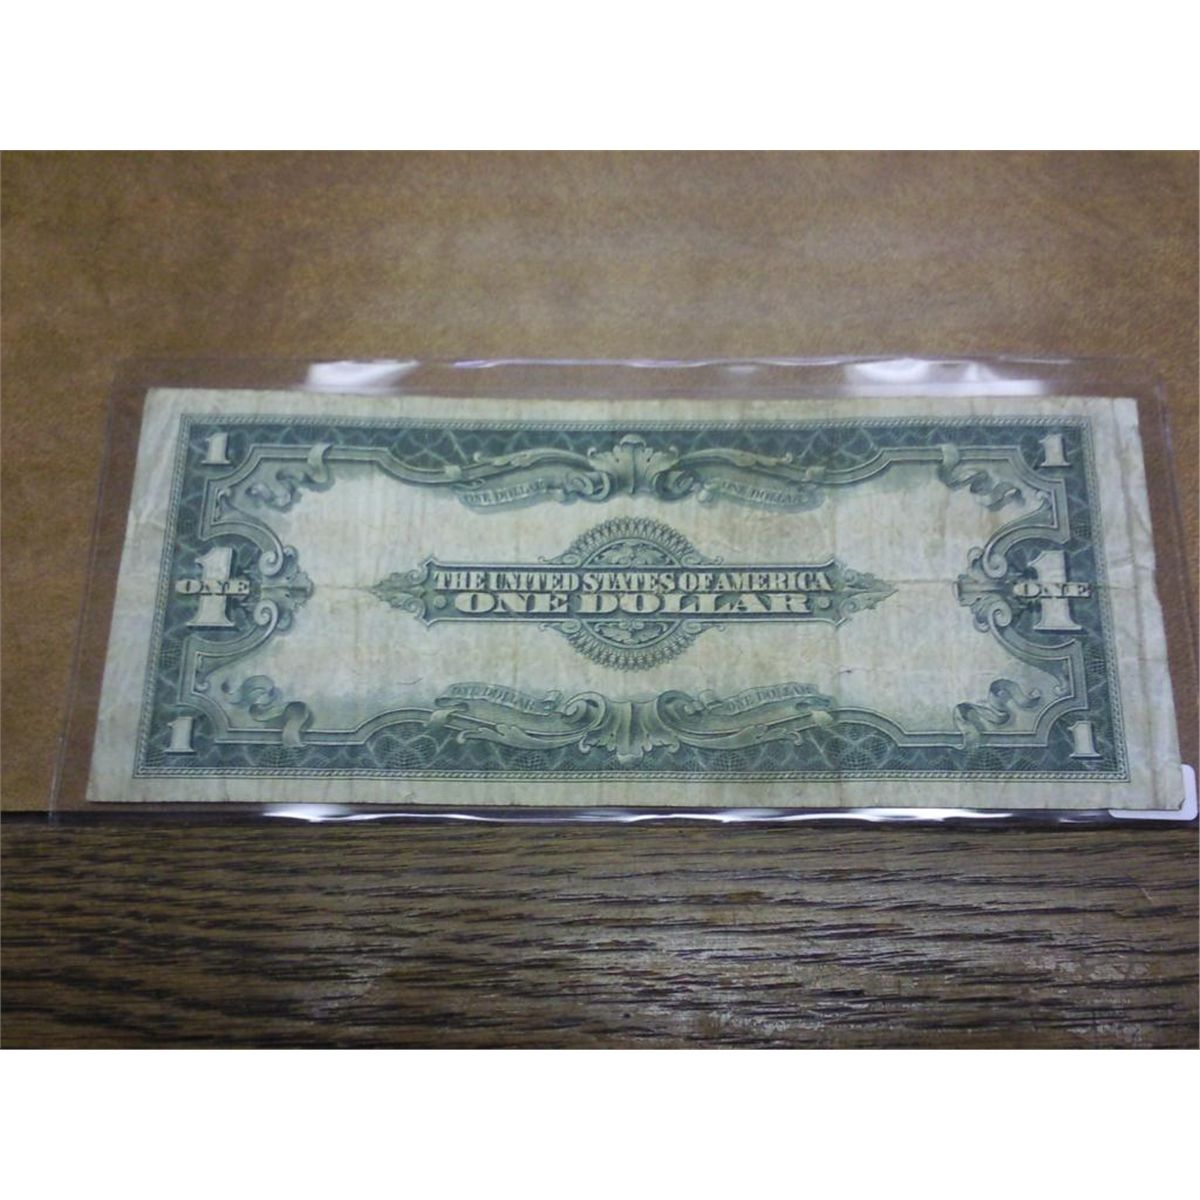 1 1
ONE DOLLAR ONE DOLLAR
THE UNITED STATES OF AMERICA
1 ONE 1 ONE
ONE DOLLAR
ONE DOLLAR ONE DOLLAR
1 1